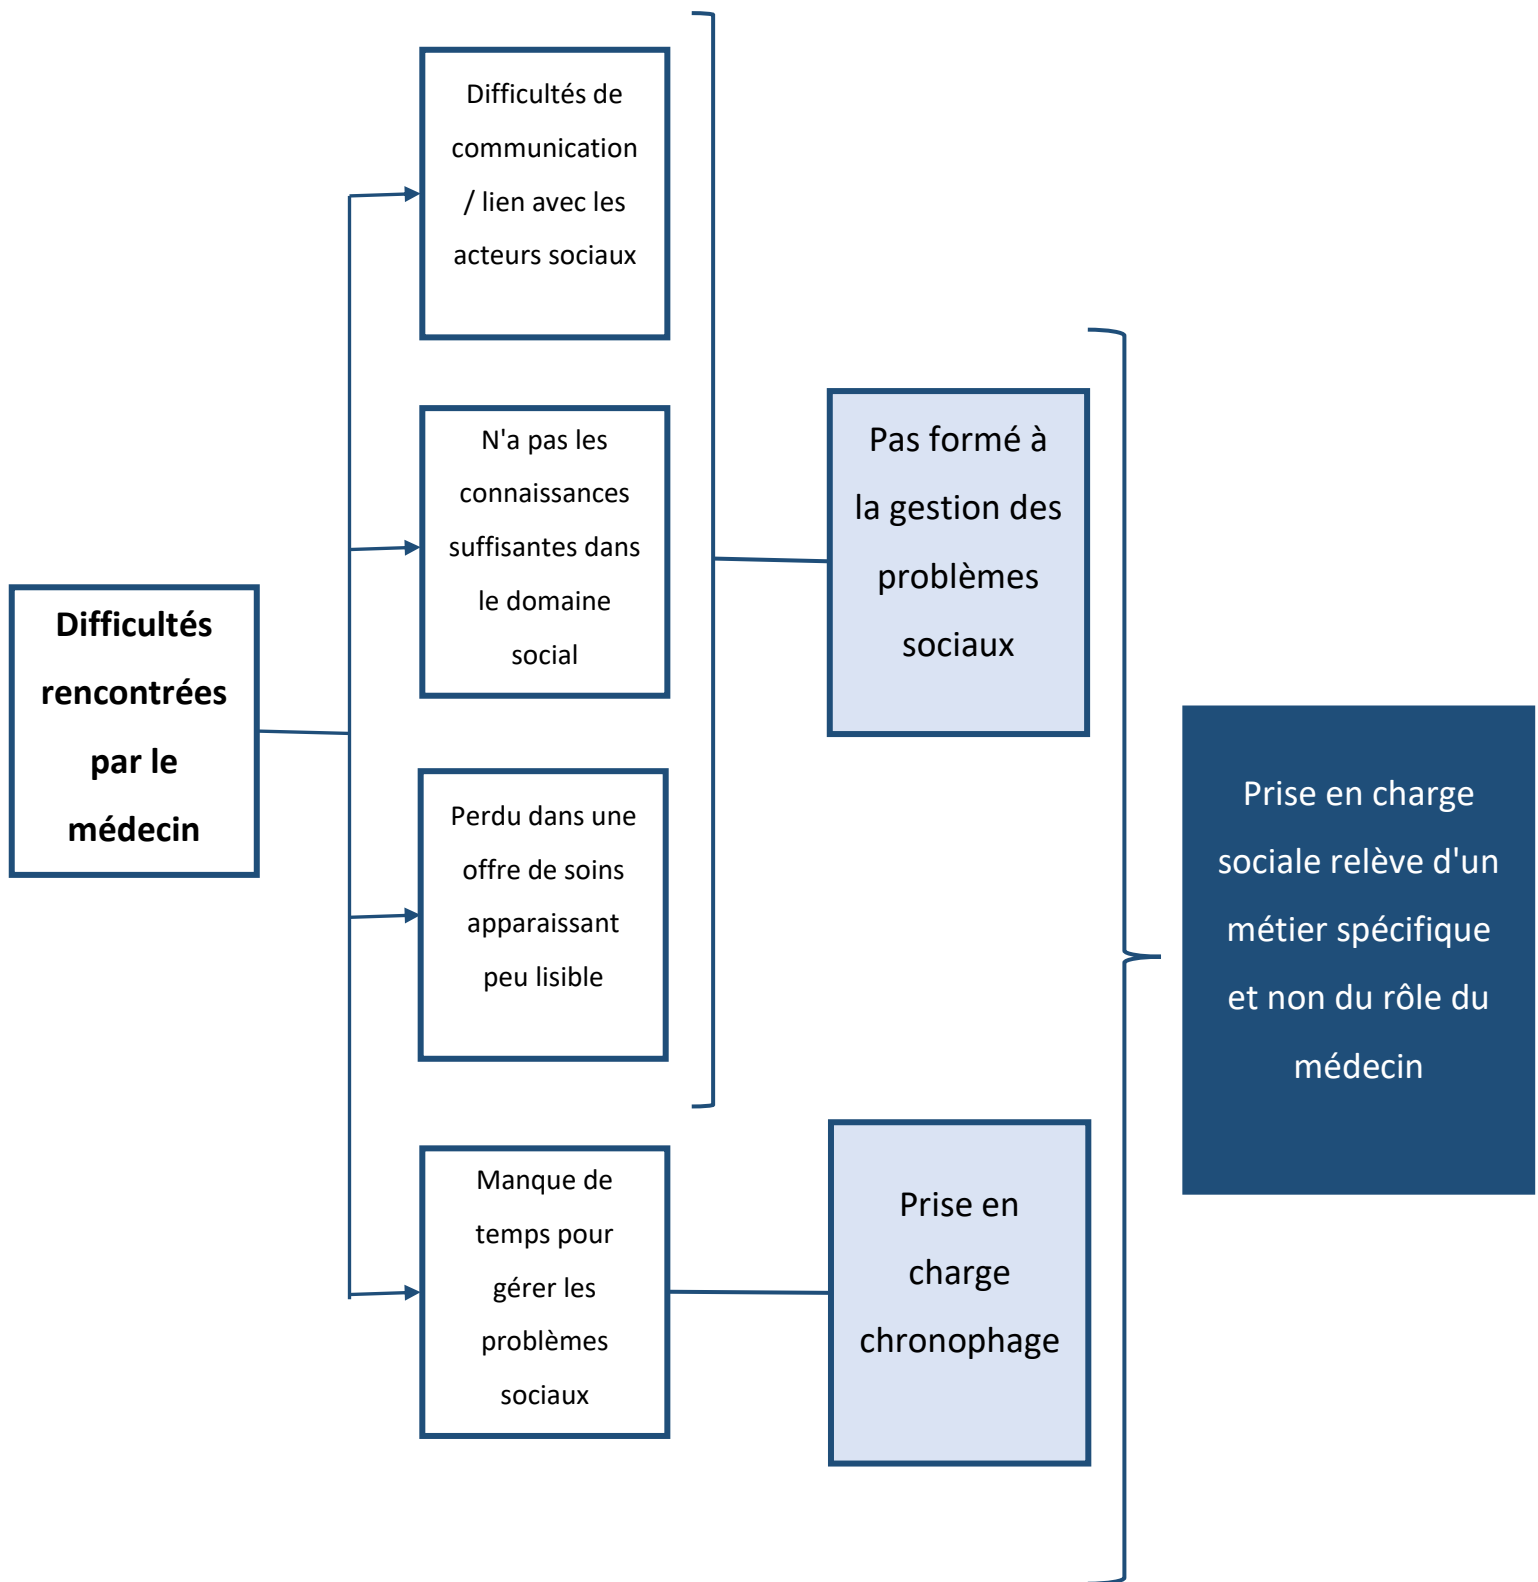 Difficultés
rencontrées
par le
médecin
Difficultés de
communication
/ lien avec les
acteurs sociaux
N'a pas les
connaissances
suffisantes dans
le domaine
social
Perdu dans une
offre de soins
apparaissant
peu lisible
Manque de
temps pour
gérer les
problèmes
sociaux
Pas formé à
la gestion des
problèmes
sociaux
Prise en
charge
chronophage
Prise en charge
sociale relève d'un
métier spécifique
et non du rôle du
médecin